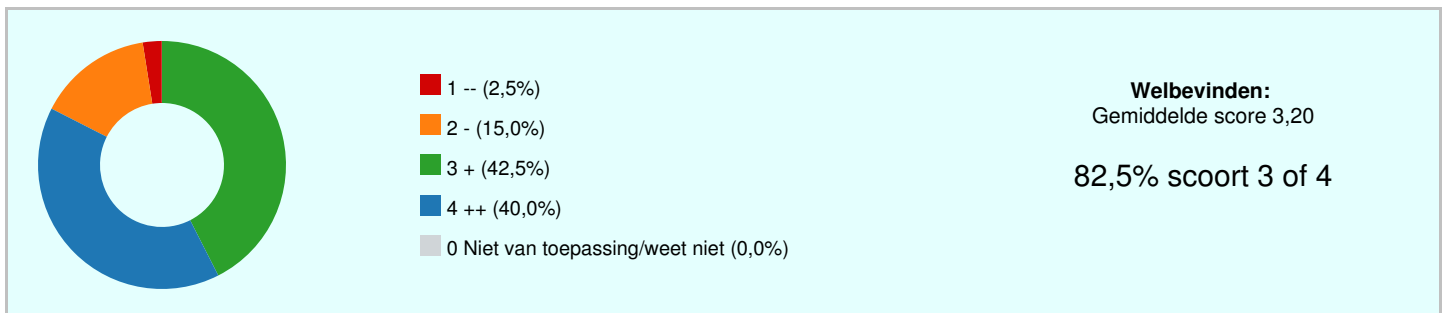 1 -- (2,5%)
2 - (15,0%)
3 + (42,5%)
4 ++ (40,0%)
0 Niet van toepassing/weet niet (0,0%)
Welbevinden:
Gemiddelde score 3,20
82,5% scoort 3 of 4